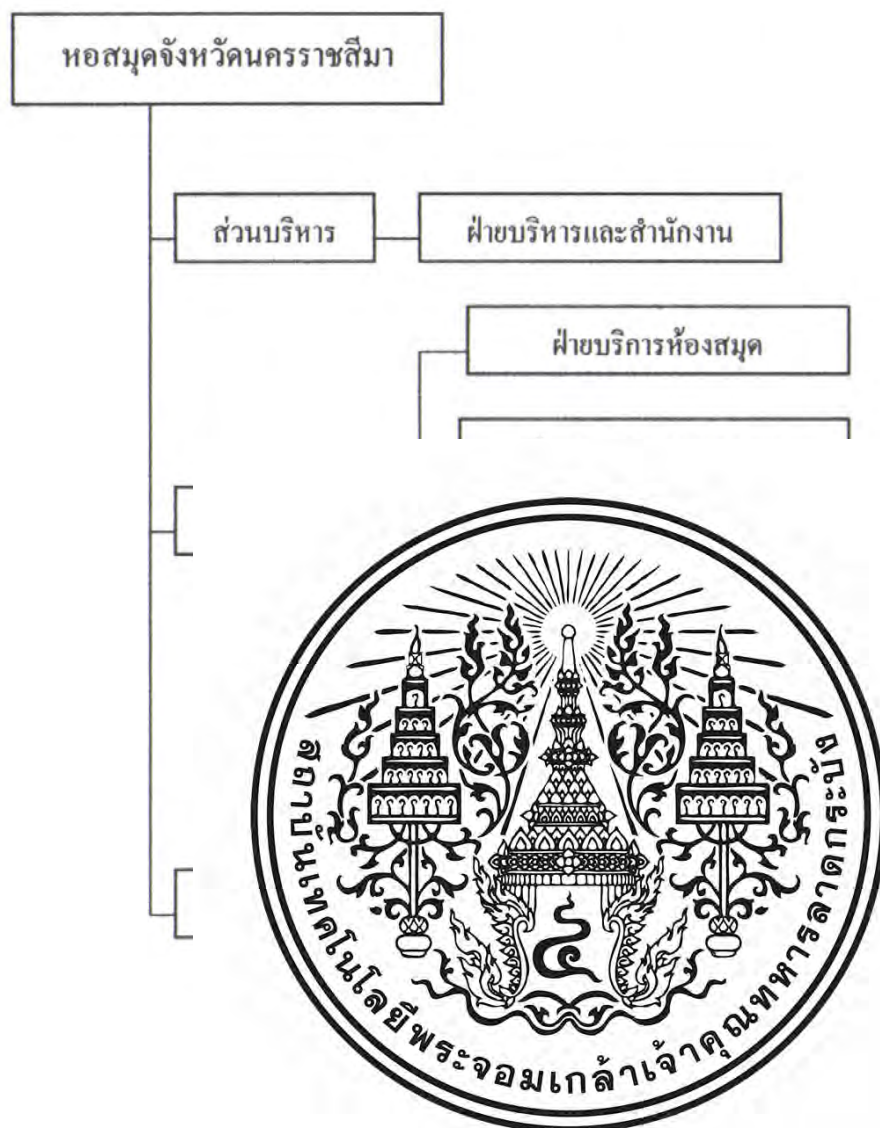 หอสมุดจังหวัดนครราชสีมา
ส่วนบริหาร
ฝ่ายบริหารและสำนักงาน
ฝ่ายบริการห้องสมุด
สถาบันเทคโนโลยีพระจอมเกล้าเจ้าคุณทหารลาดกระบัง
๔